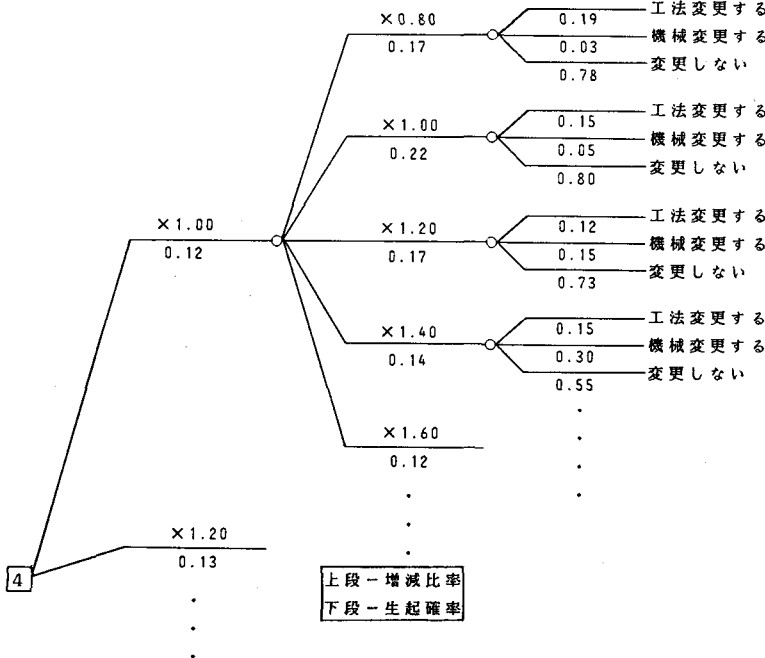 ×0.80
0.17
0.19
工法変更する
0.03
機械変更する
0.78
変更しない
×1.00
0.22
0.15
工法変更する
0.05
機械変更する
0.80
変更しない
×1.00
0.12
×1.20
0.17
0.12
工法変更する
0.15
機械変更する
0.73
変更しない
×1.40
0.14
0.15
工法変更する
0.30
機械変更する
0.55
変更しない
×1.60
0.12
×1.20
0.13
4
上段－増減比率
下段－生起確率